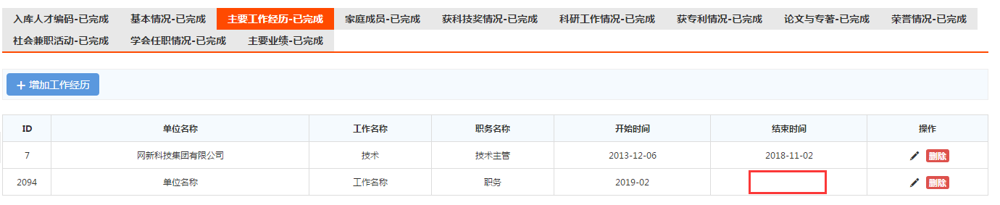 入库人才编码-已完成 基本情况-已完成 主要工作经历-已完成 家庭成员-已完成 获科技奖情况-已完成 科研工作情况-已完成 获专利情况-已完成 论文与专著-已完成 荣誉情况-已完成
社会兼职活动-已完成 学会任职情况-已完成 主要业绩-已完成
+ 增加工作经历
ID 单位名称 工作名称 职务名称 开始时间 结束时间 操作
7 网新科技集团有限公司 技术 技术主管 2013-12-06 2018-11-02 删除
2094 单位名称 工作名称 职务 2019-02 删除